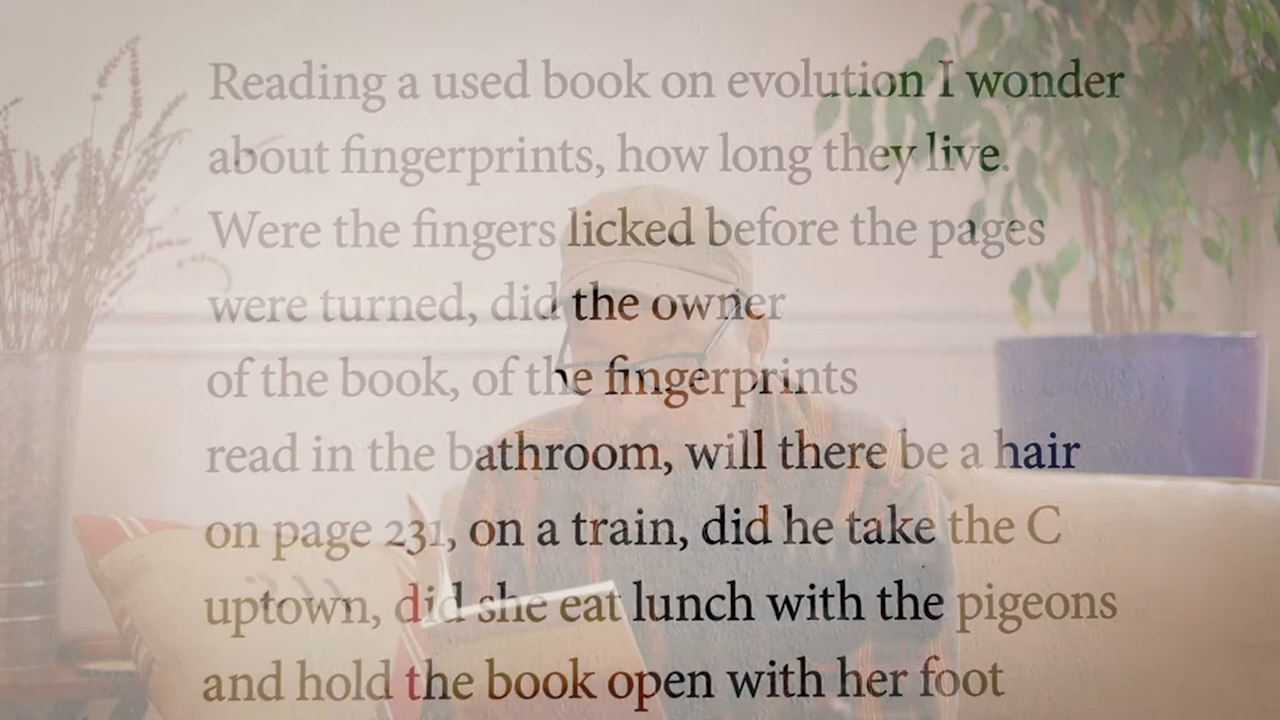 Reading a used book on evolution I wonder
about fingerprints, how long they live.
Were the fingers licked before the pages
were turned, did the owner
of the book, of the fingerprints
read in the bathroom, will there be a hair
on page 231, on a train, did he take the C
uptown, did she eat lunch with the pigeons
and hold the book open with her foot